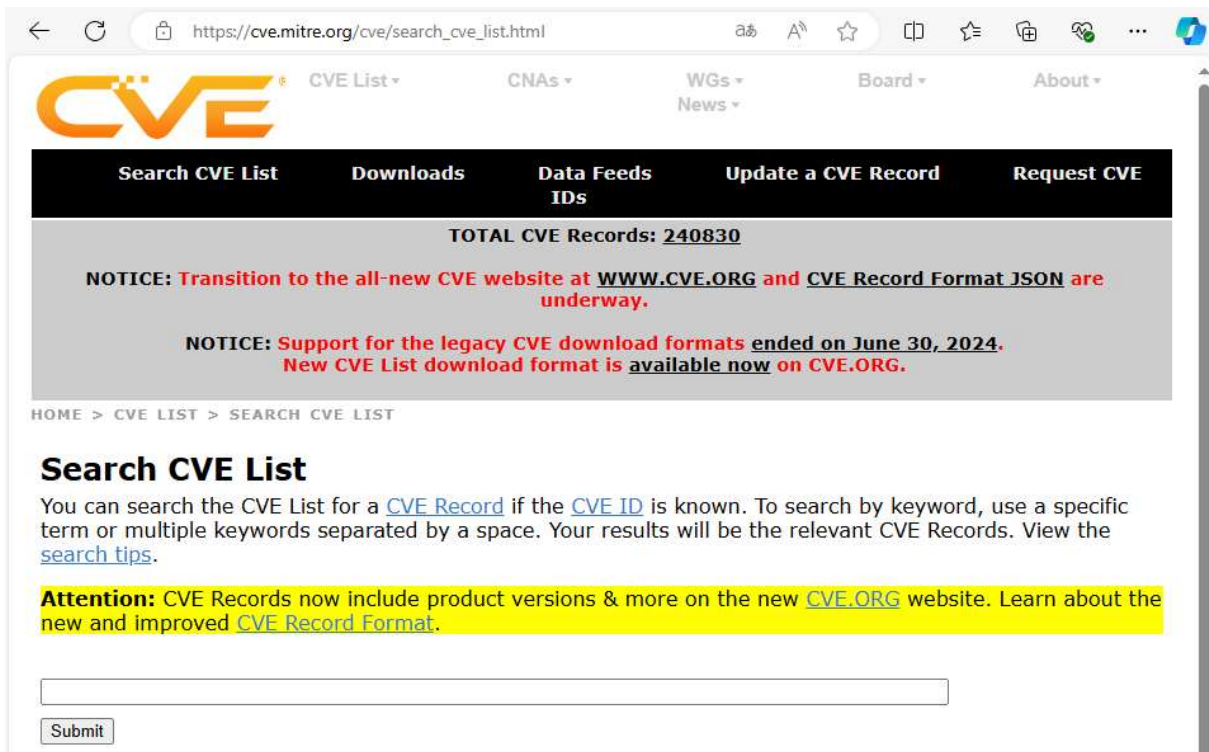 https://cve.mitre.org/cve/search_cve_list.html
CVE
CVE List CNAs WGs Board About
News
Search CVE List Downloads Data Feeds Update a CVE Record Request CVE
IDs
TOTAL CVE Records: 240830
NOTICE: Transition to the all-new CVE website at WWW.CVE.ORG and CVE Record Format JSON are
underway.
NOTICE: Support for the legacy CVE download formats ended on June 30, 2024.
New CVE List download format is available now on CVE.ORG.
HOME > CVE LIST > SEARCH CVE LIST
Search CVE List
You can search the CVE List for a CVE Record if the CVE ID is known. To search by keyword, use a specific
term or multiple keywords separated by a space. Your results will be the relevant CVE Records. View the
search tips.
Attention: CVE Records now include product versions & more on the new CVE.ORG website. Learn about the
new and improved CVE Record Format.
Submit